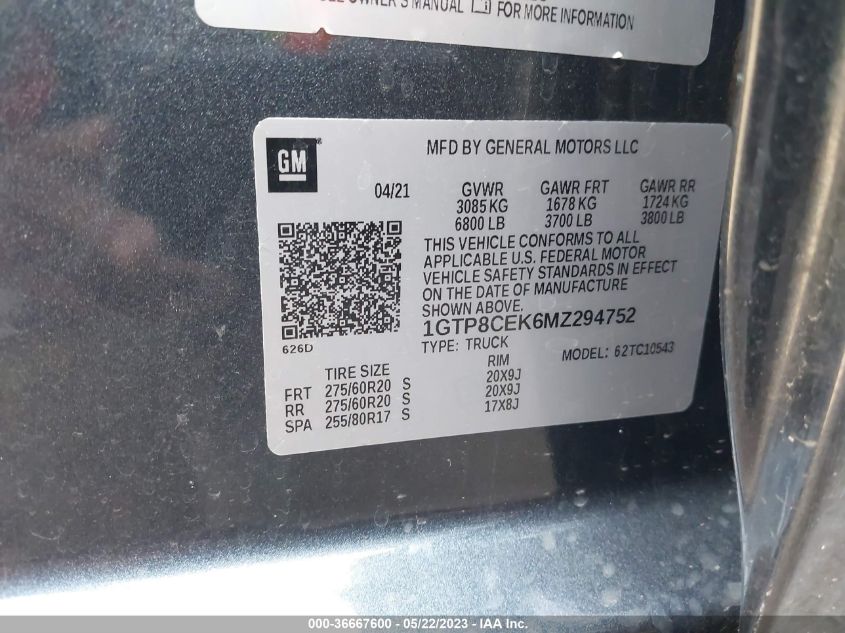 OWNER'S MANUAL FOR MORE INFORMATION
GM
MFD BY GENERAL MOTORS LLC
04/21 GVWR GAWR FRT GAWR RR
3085 KG 1678 KG 1724 KG
6800 LB 3700 LB 3800 LB
THIS VEHICLE CONFORMS TO ALL
APPLICABLE U.S. FEDERAL MOTOR
VEHICLE SAFETY STANDARDS IN EFFECT
ON THE DATE OF MANUFACTURE
SHOWN ABOVE.
1GTP8CEK6MZ294752
626D
TYPE: TRUCK MODEL: 62TC10543
TIRE SIZE RIM
FRT 275/60R20 S 20X9J
RR 275/60R20 S 20X9J
SPA 255/80R17 S 17X8J
000-36667600 - 05/22/2023 - © IAA Inc.